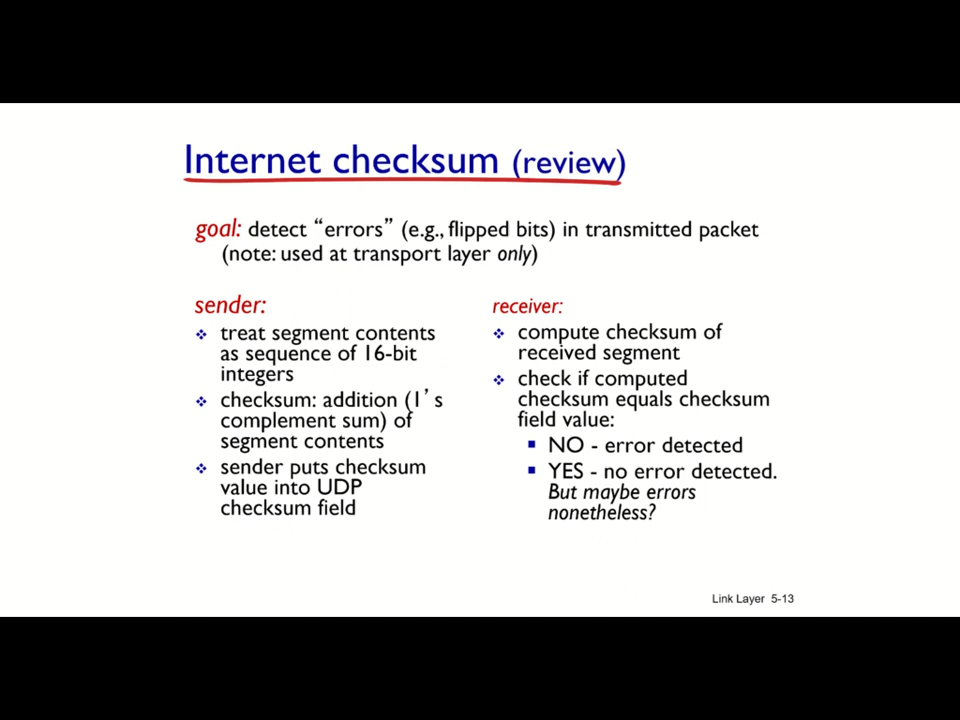 Internet checksum (review)
goal: detect “errors” (e.g., flipped bits) in transmitted packet
(note: used at transport layer only)
sender:
❖ treat segment contents
as sequence of 16-bit
integers
❖ checksum: addition (1’s
complement sum) of
segment contents
❖ sender puts checksum
value into UDP
checksum field
receiver:
❖ compute checksum of
received segment
❖ check if computed
checksum equals checksum
field value:
▪ NO - error detected
▪ YES - no error detected.
But maybe errors
nonetheless?
Link Layer 5-13